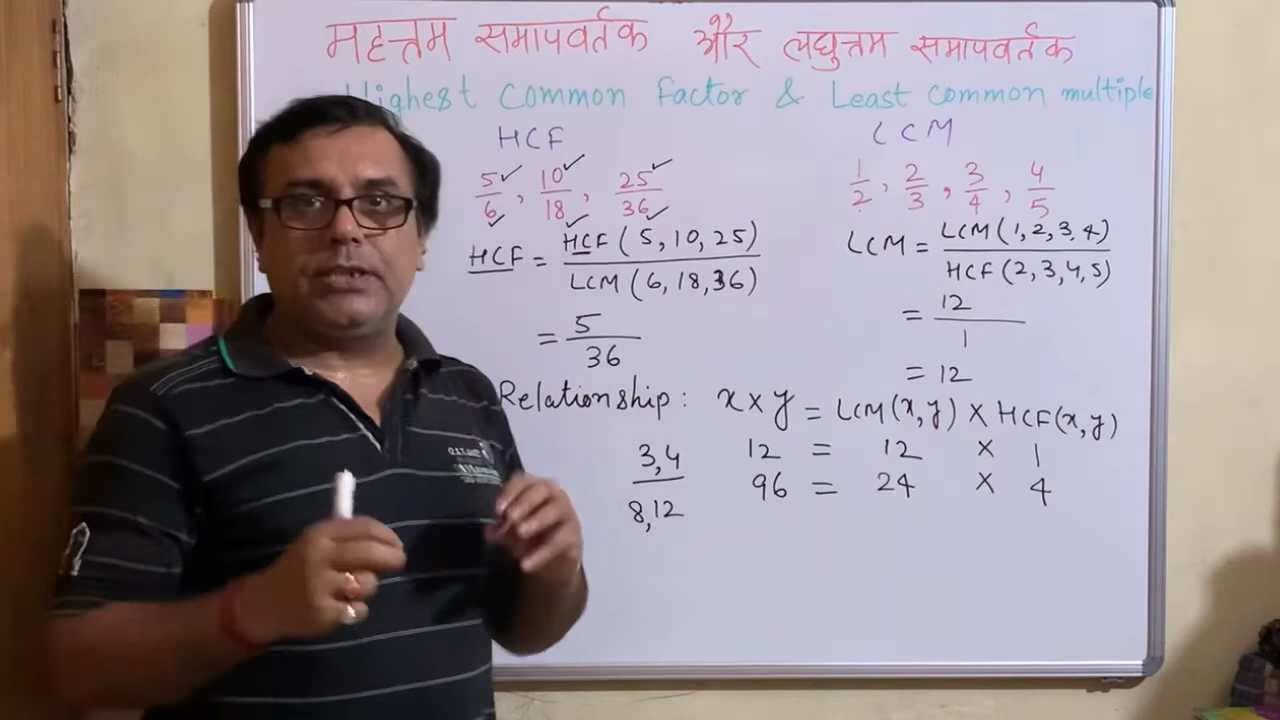 महत्तम समापवर्तक और लघुत्तम समापवर्तक
Highest Common Factor & Least common multiple
HCF
5/6, 10/18, 25/36
HCF = HCF(5,10,25) / LCM(6,18,36)
= 5/36
LCM
1/2, 2/3, 3/4, 4/5
LCM = LCM(1,2,3,4) / HCF(2,3,4,5)
= 12/1
= 12
Relationship: x × y = LCM(x,y) × HCF(x,y)
3,4 12 = 12 × 1
8,12 96 = 24 × 4